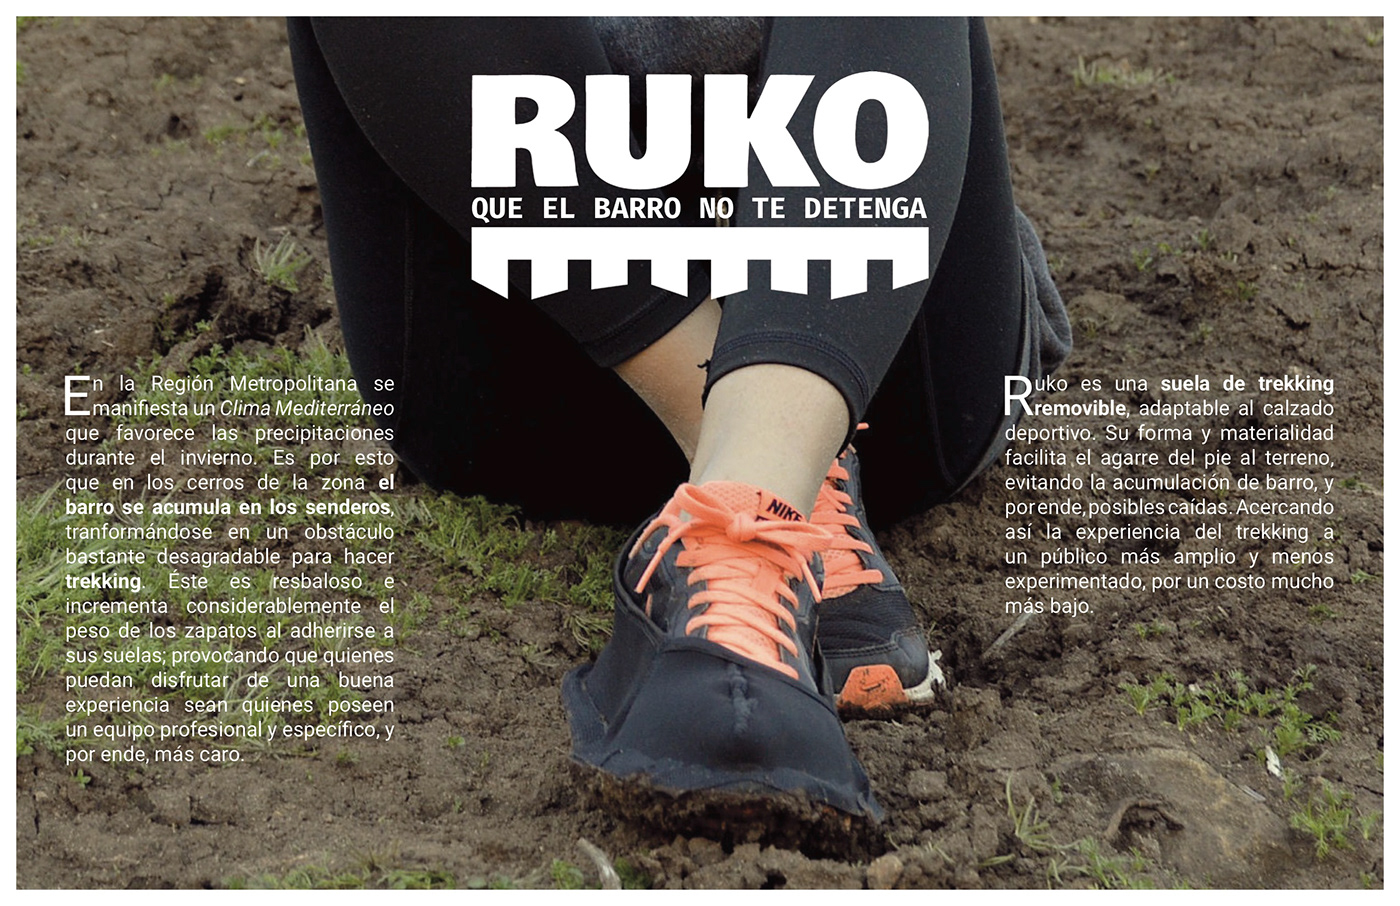 RUKO
QUE EL BARRO NO TE DETENGA
En la Región Metropolitana se
manifiesta un Clima Mediterráneo
que favorece las precipitaciones
durante el invierno. Es por esto
que en los cerros de la zona el
barro se acumula en los senderos,
tranformándose en un obstáculo
bastante desagradable para hacer
trekking. Éste es resbaloso e
incrementa considerablemente el
peso de los zapatos al adherirse a
sus suelas; provocando que quienes
puedan disfrutar de una buena
experiencia sean quienes poseen
un equipo profesional y específico, y
por ende, más caro.
Ruko es una suela de trekking
removible, adaptable al calzado
deportivo. Su forma y materialidad
facilita el agarre del pie al terreno,
evitando la acumulación de barro, y
por ende, posibles caídas. Acercando
así la experiencia del trekking a
un público más amplio y menos
experimentado, por un costo mucho
más bajo.
NIKE